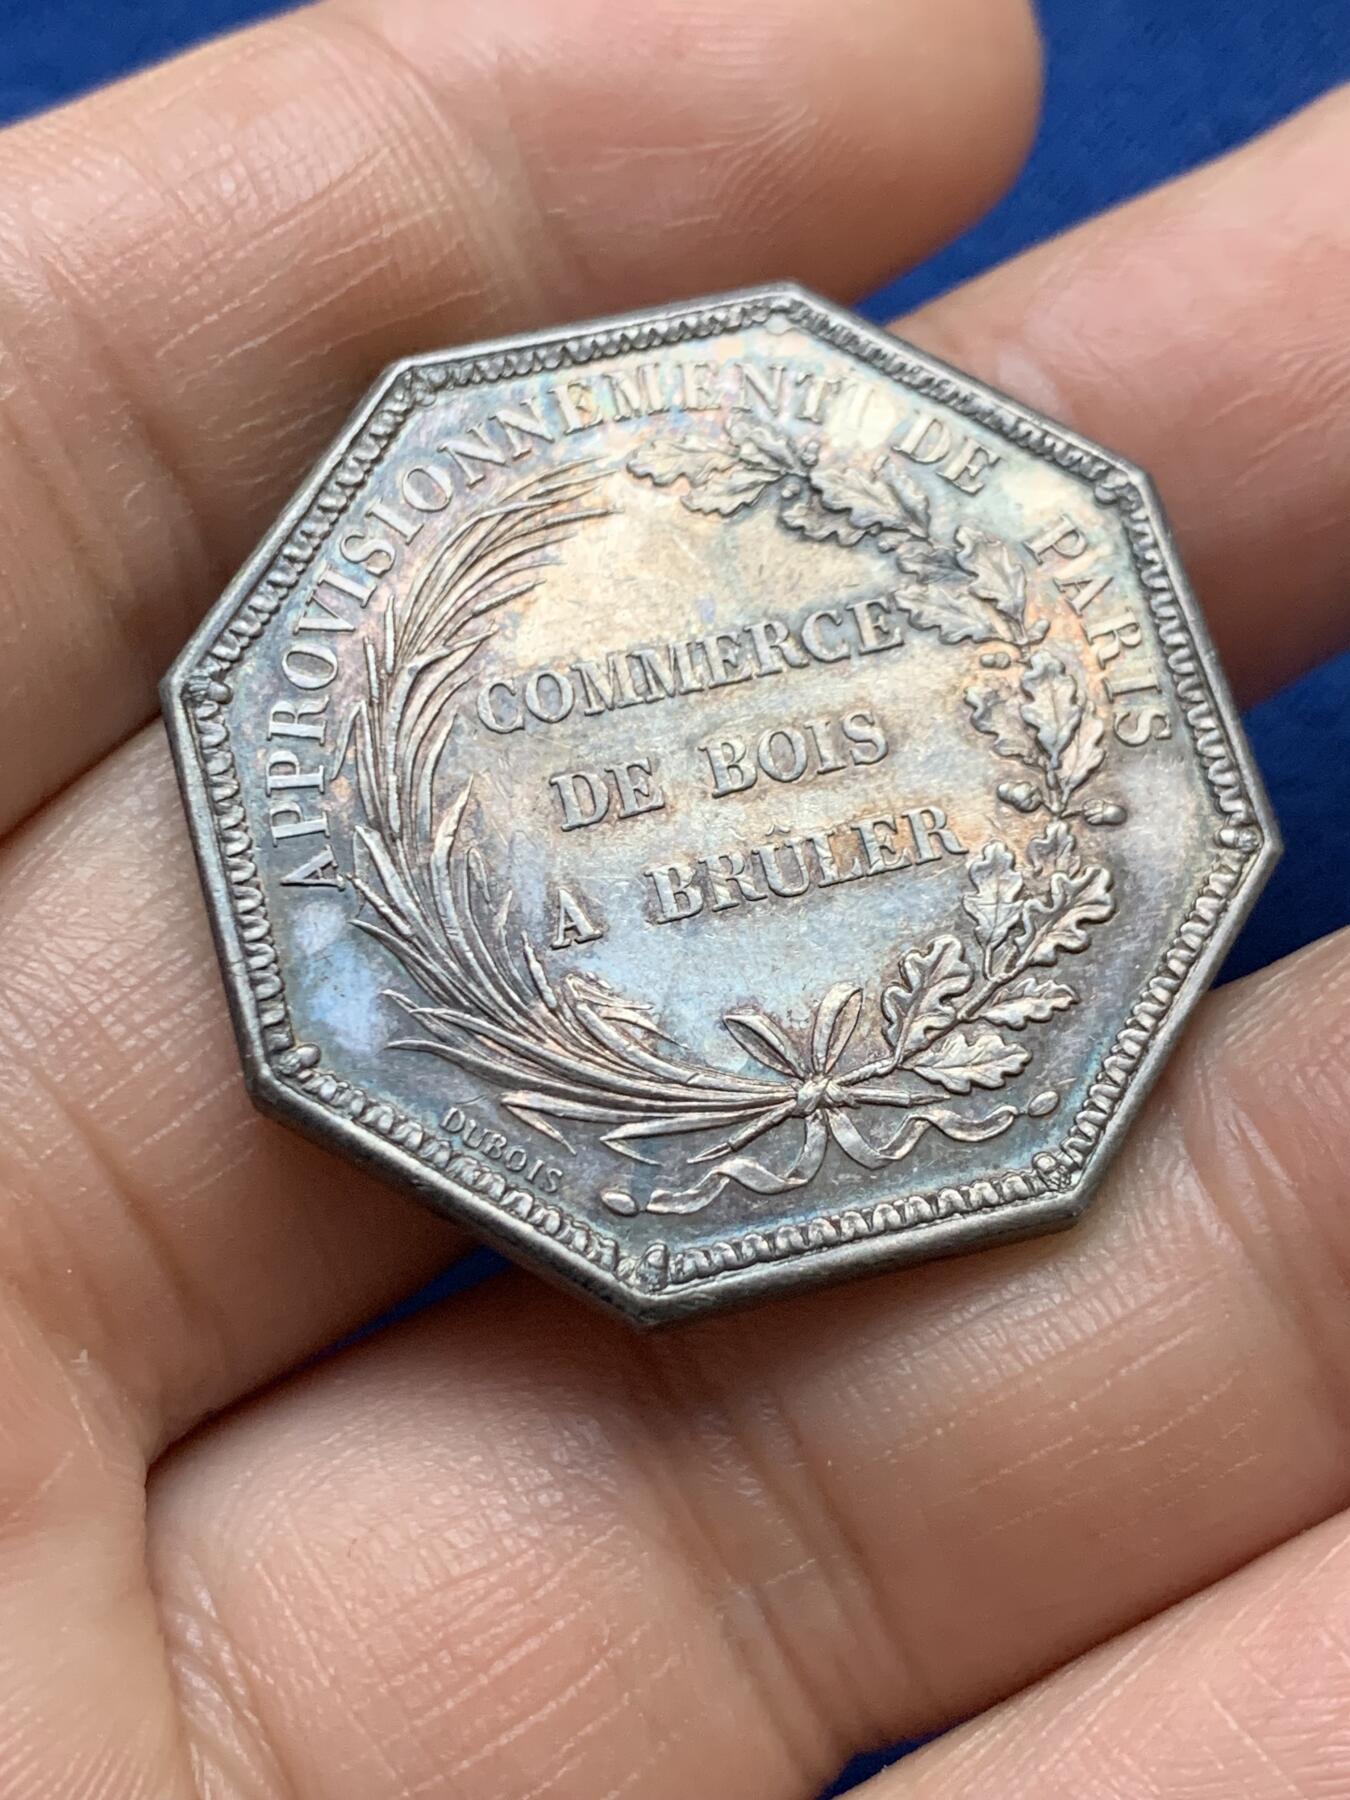 APPROVISIONNEMENT DE PARIS
COMMERCE
DE BOIS
A BRÛLER
DUBOIS